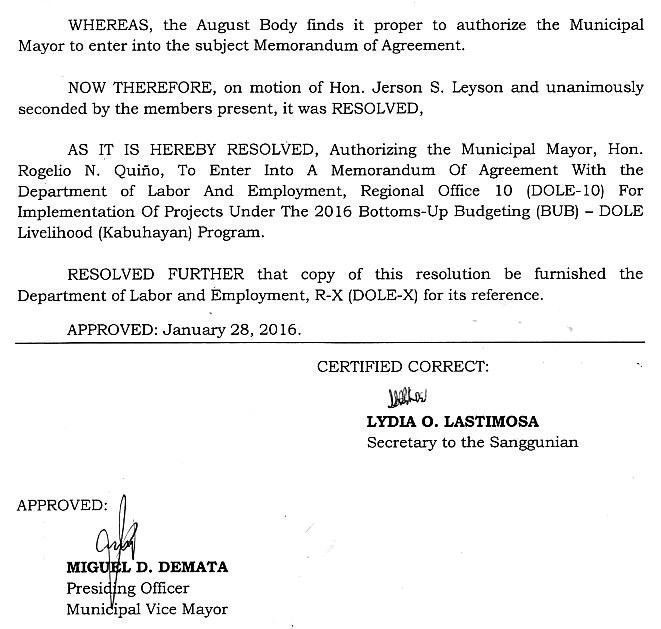 WHEREAS, the August Body finds it proper to authorize the Municipal
Mayor to enter into the subject Memorandum of Agreement.
NOW THEREFORE, on motion of Hon. Jerson S. Leyson and unanimously
seconded by the members present, it was RESOLVED,
AS IT IS HEREBY RESOLVED, Authorizing the Municipal Mayor, Hon.
Rogelio N. Quiño, To Enter Into A Memorandum Of Agreement With the
Department of Labor And Employment, Regional Office 10 (DOLE-10) For
Implementation Of Projects Under The 2016 Bottoms-Up Budgeting (BUB) – DOLE
Livelihood (Kabuhayan) Program.
RESOLVED FURTHER that copy of this resolution be furnished the
Department of Labor and Employment, R-X (DOLE-X) for its reference.
APPROVED: January 28, 2016.
CERTIFIED CORRECT:
LYDIA O. LASTIMOSA
Secretary to the Sanggunian
APPROVED:
MIGUEL D. DEMATA
Presiding Officer
Municipal Vice Mayor